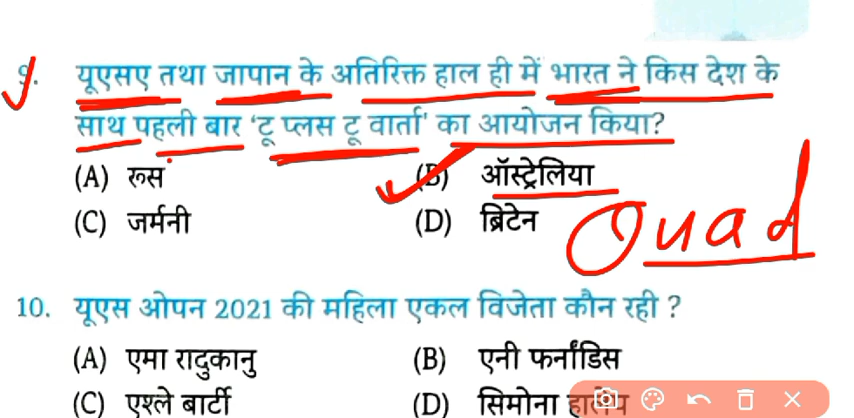 9. यूएसए तथा जापान के अतिरिक्त हाल ही में भारत ने किस देश के
साथ पहली बार 'टू प्लस टू वार्ता' का आयोजन किया?
(A) रूस (B) ऑस्ट्रेलिया
(C) जर्मनी (D) ब्रिटेन
Quad
10. यूएस ओपन 2021 की महिला एकल विजेता कौन रही ?
(A) एमा रादुकानु (B) एनी फर्नांडिस
(C) एश्ले बार्टी (D) सिमोना हालेप